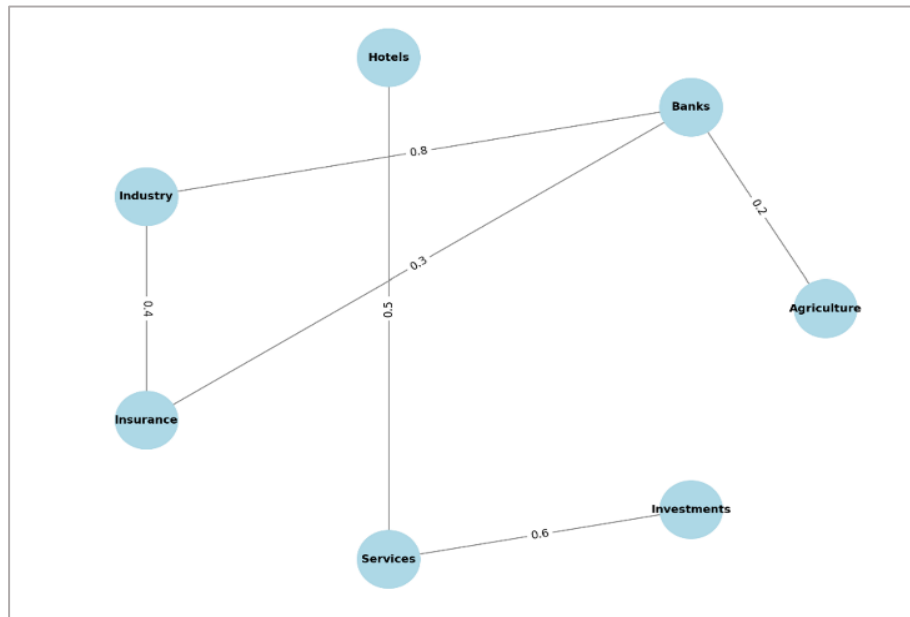 Hotels
Banks
0.8
Industry
0.2
0.3
0.4
0.5
Agriculture
Insurance
Investments
0.6
Services